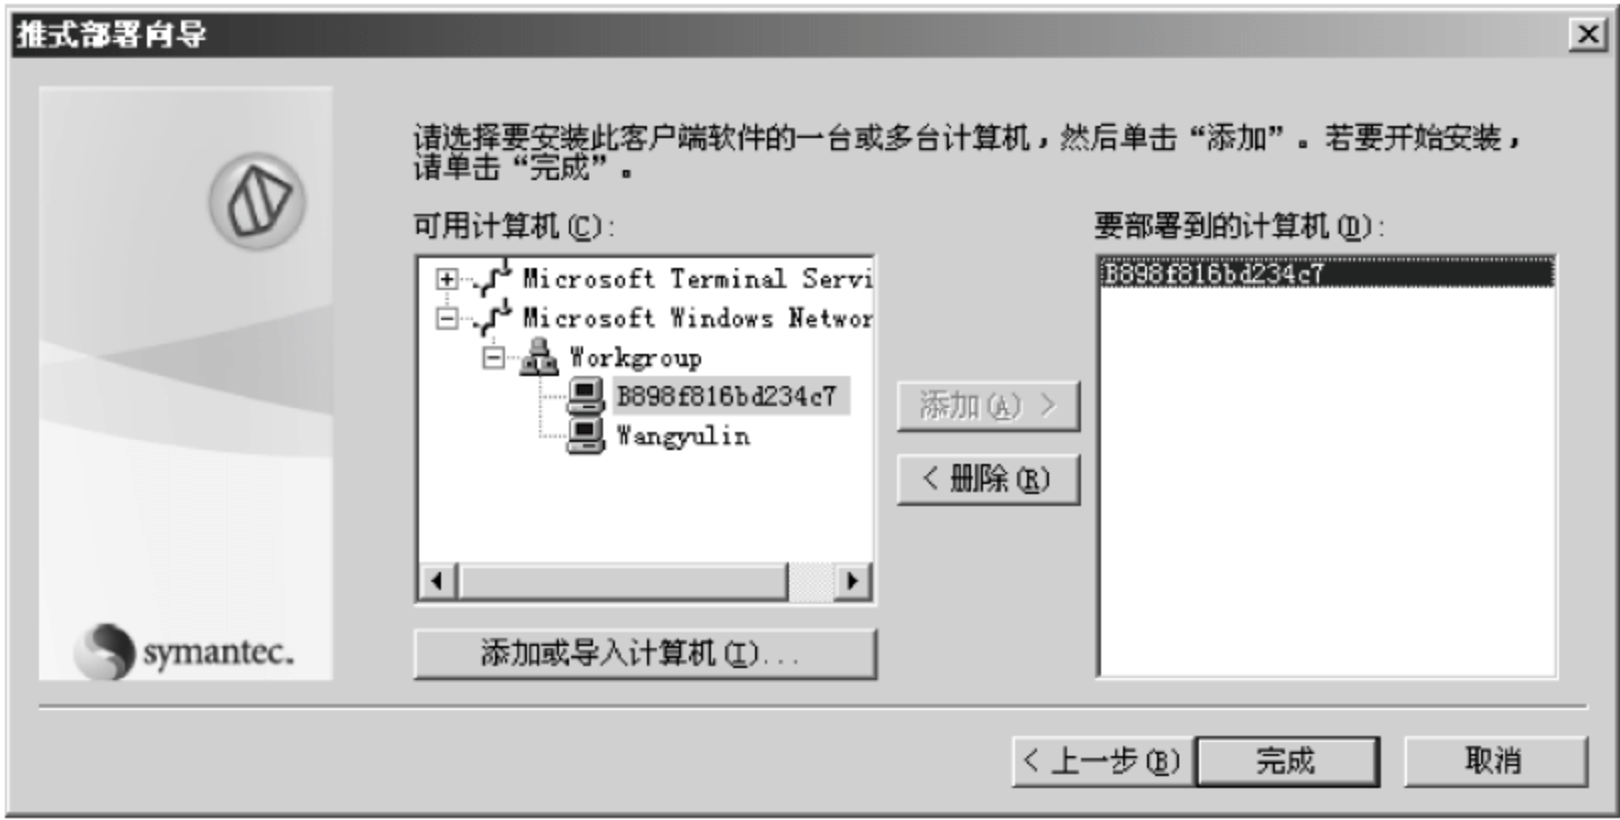 推式部署向导
请选择要安装此客户端软件的一台或多台计算机，然后单击“添加”。若要开始安装，
请单击“完成”。
可用计算机(C):
要部署到的计算机(D):
Microsoft Terminal Servi
Microsoft Windows Networ
Workgroup
B898f816bd234c7
Wangyulin
B898f816bd234c7
添加(A) >
< 删除(R)
添加或导入计算机(I)...
symantec.
< 上一步(B)
完成
取消